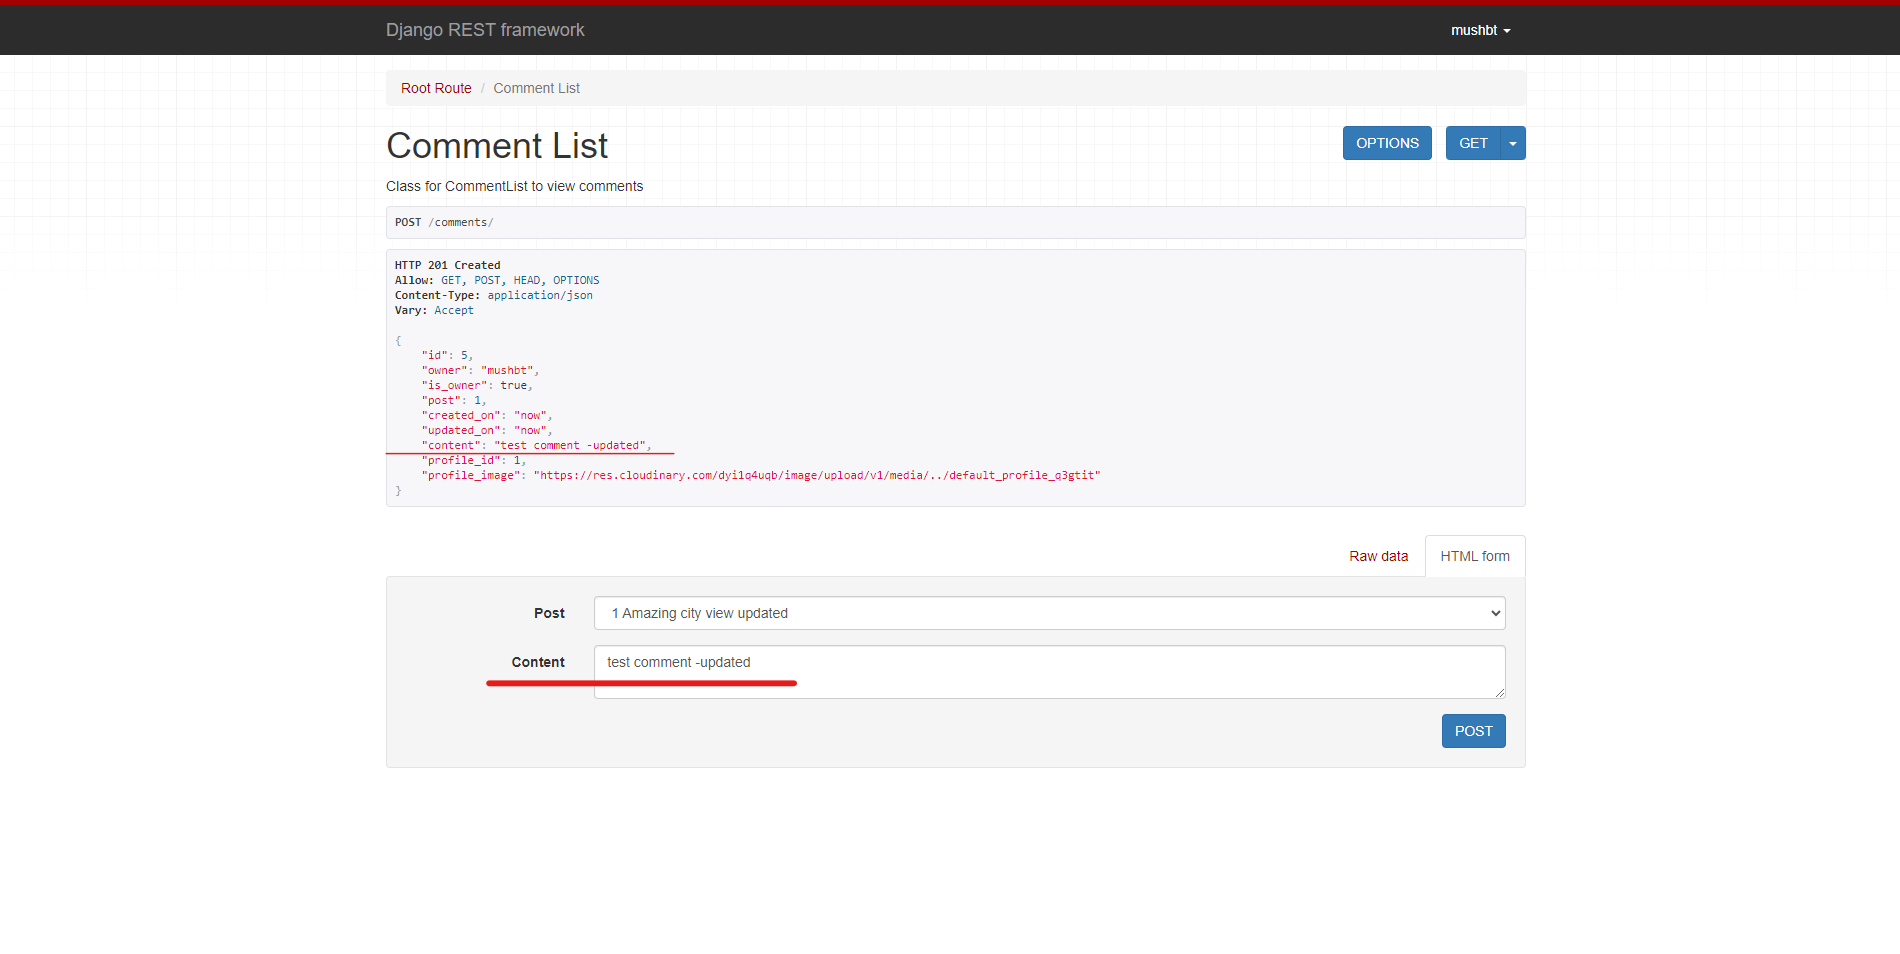 Django REST framework
mushbt
Root Route / Comment List
Comment List
OPTIONS
GET
Class for CommentList to view comments
POST /comments/
HTTP 201 Created
Allow: GET, POST, HEAD, OPTIONS
Content-Type: application/json
Vary: Accept
{
"id": 5,
"owner": "mushbt",
"is_owner": true,
"post": 1,
"created_on": "now",
"updated_on": "now",
"content": "test comment -updated",
"profile_id": 1,
"profile_image": "https://res.cloudinary.com/dyi1q4uqb/image/upload/v1/media/../default_profile_q3gtit"
}
Raw data
HTML form
Post
1 Amazing city view updated
Content
test comment -updated
POST